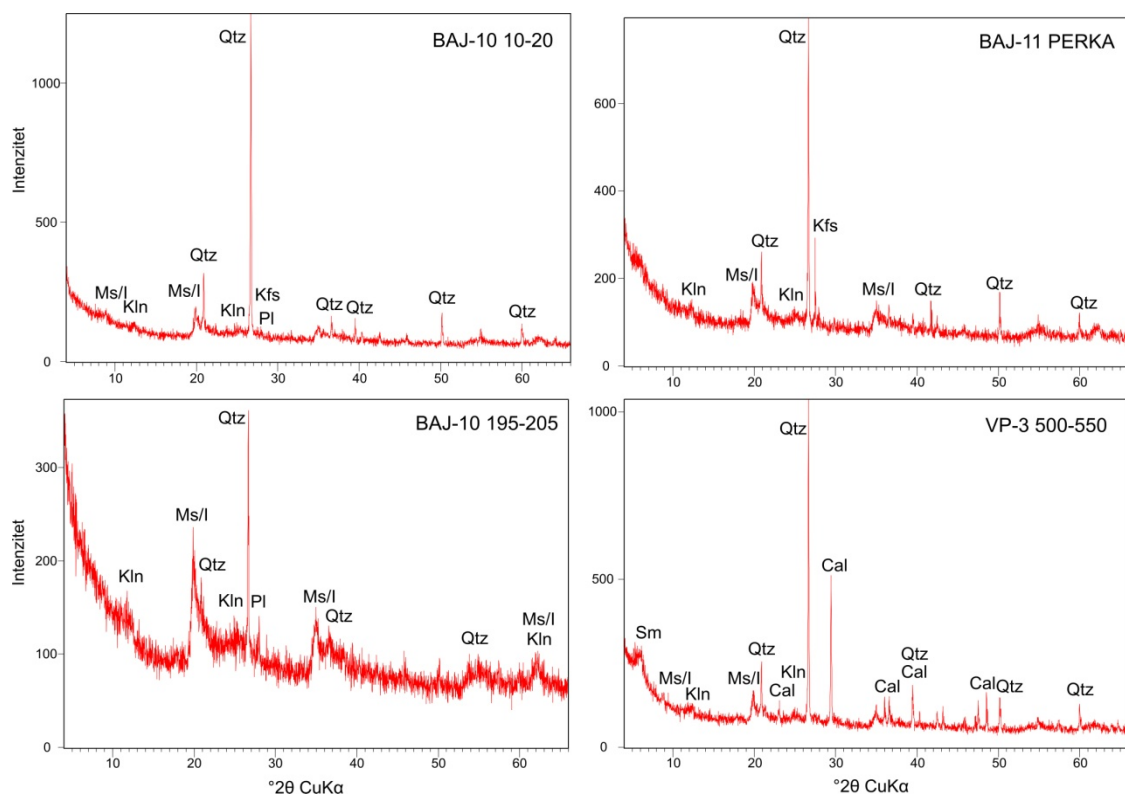 BAJ-10 10-20
Intenzitet
1000
500
0
10 20 30 40 50 60
Ms/I
Kln
Ms/I
Qtz
Kln
Qtz
Kfs
Pl
Qtz
Qtz
Qtz
Qtz
BAJ-11 PERKA
600
400
200
0
10 20 30 40 50 60
Kln
Ms/I
Qtz
Kln
Qtz
Kfs
Ms/I
Qtz
Qtz
Qtz
BAJ-10 195-205
Intenzitet
300
200
100
0
10 20 30 40 50 60
°2θ CuKα
Kln
Ms/I
Qtz
Kln
Qtz
Pl
Ms/I
Qtz
Qtz
Ms/I
Kln
VP-3 500-550
1000
500
0
10 20 30 40 50 60
°2θ CuKα
Sm
Ms/I
Kln
Ms/I
Qtz
Kln
Cal
Qtz
Cal
Cal
Qtz
Cal
Cal
Qtz
Qtz